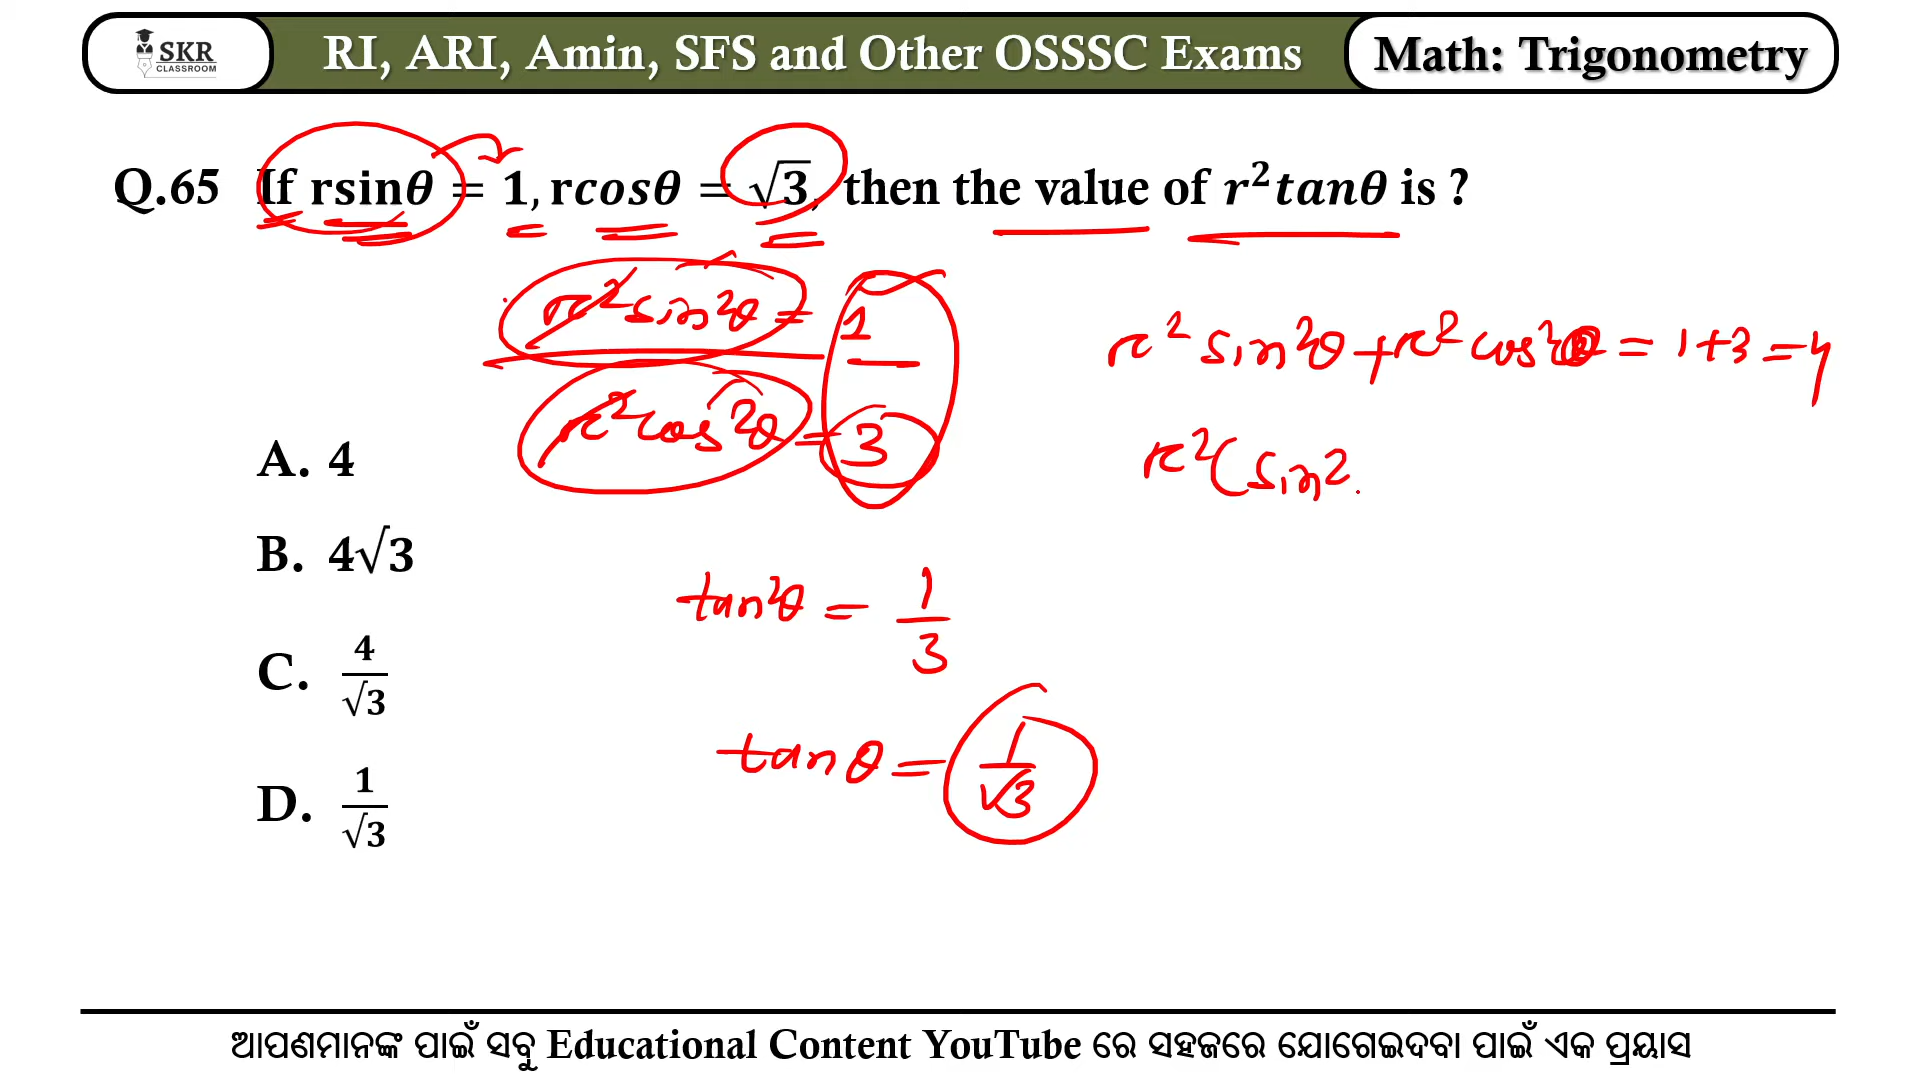 SKR
CLASSROOM
RI, ARI, Amin, SFS and Other OSSSC Exams
Math: Trigonometry
Q.65 If rsinθ = 1, rcosθ = √3, then the value of r²tanθ is ?
r²sin²θ = 1
r²cos²θ = 3
r²sin²θ + r²cos²θ = 1+3 = 4
r²(sin²
A. 4
B. 4√3
C. 4/√3
D. 1/√3
tan²θ = 1/3
tanθ = 1/√3
ଆପଣମାନଙ୍କ ପାଇଁ ସବୁ Educational Content YouTube ରେ ସହଜରେ ଯୋଗେଇଦବା ପାଇଁ ଏକ ପ୍ରୟାସ